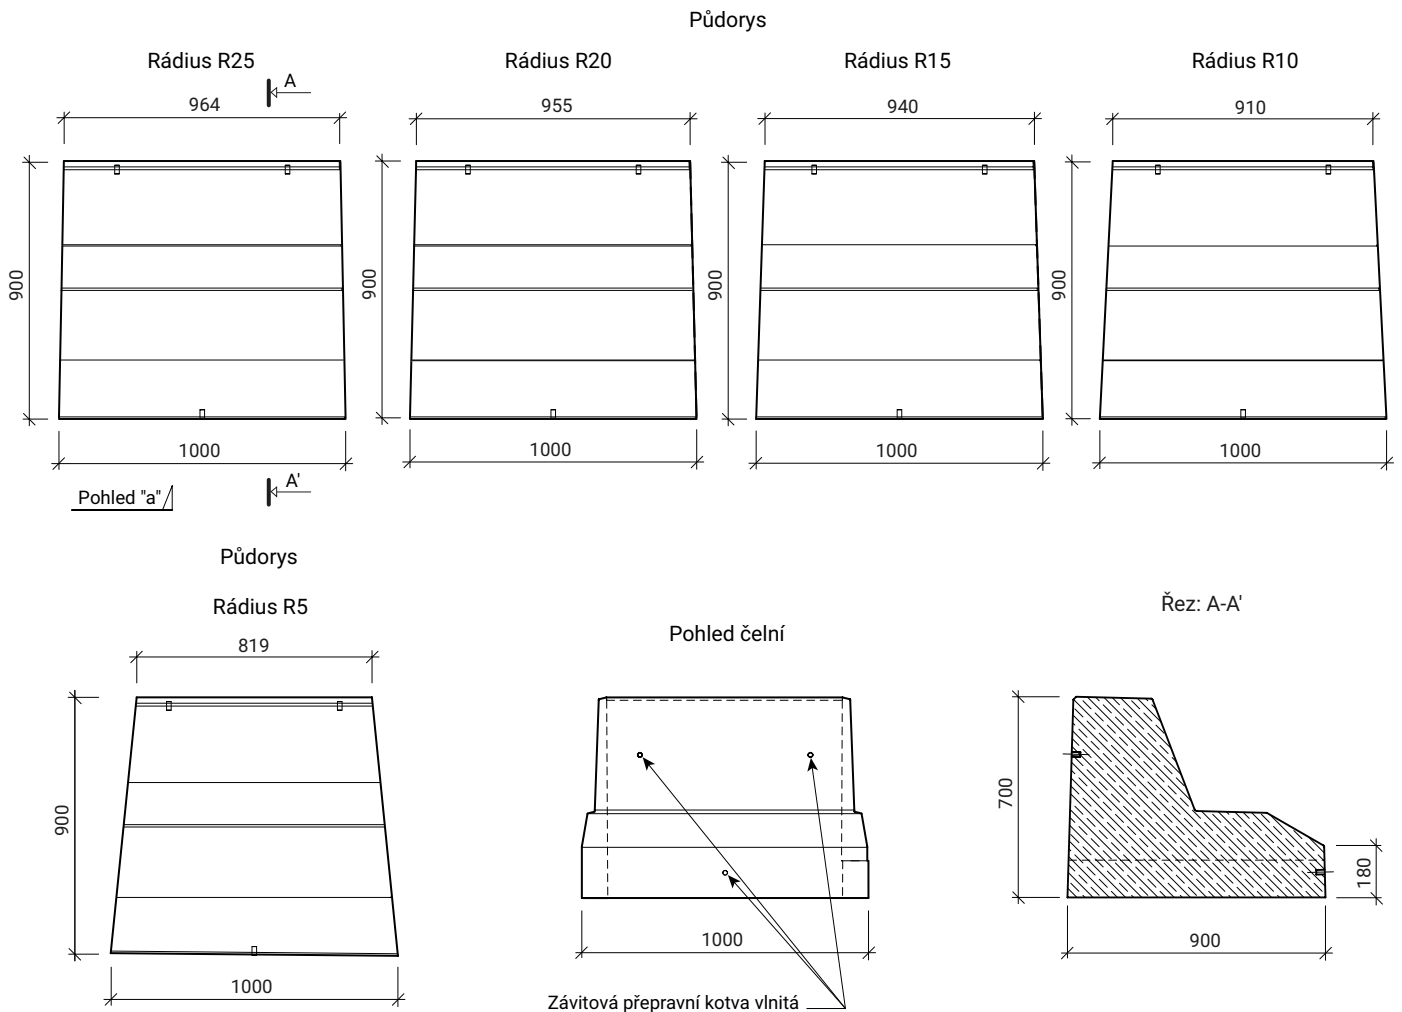 Půdorys
Rádius R25
Rádius R20
Rádius R15
Rádius R10
A
964
955
940
910
900
900
900
900
1000
1000
1000
1000
Pohled "a"
A'
Půdorys
Rádius R5
819
900
1000
Pohled čelní
1000
Závitová přepravní kotva vlnitá
Řez: A-A'
700
180
900